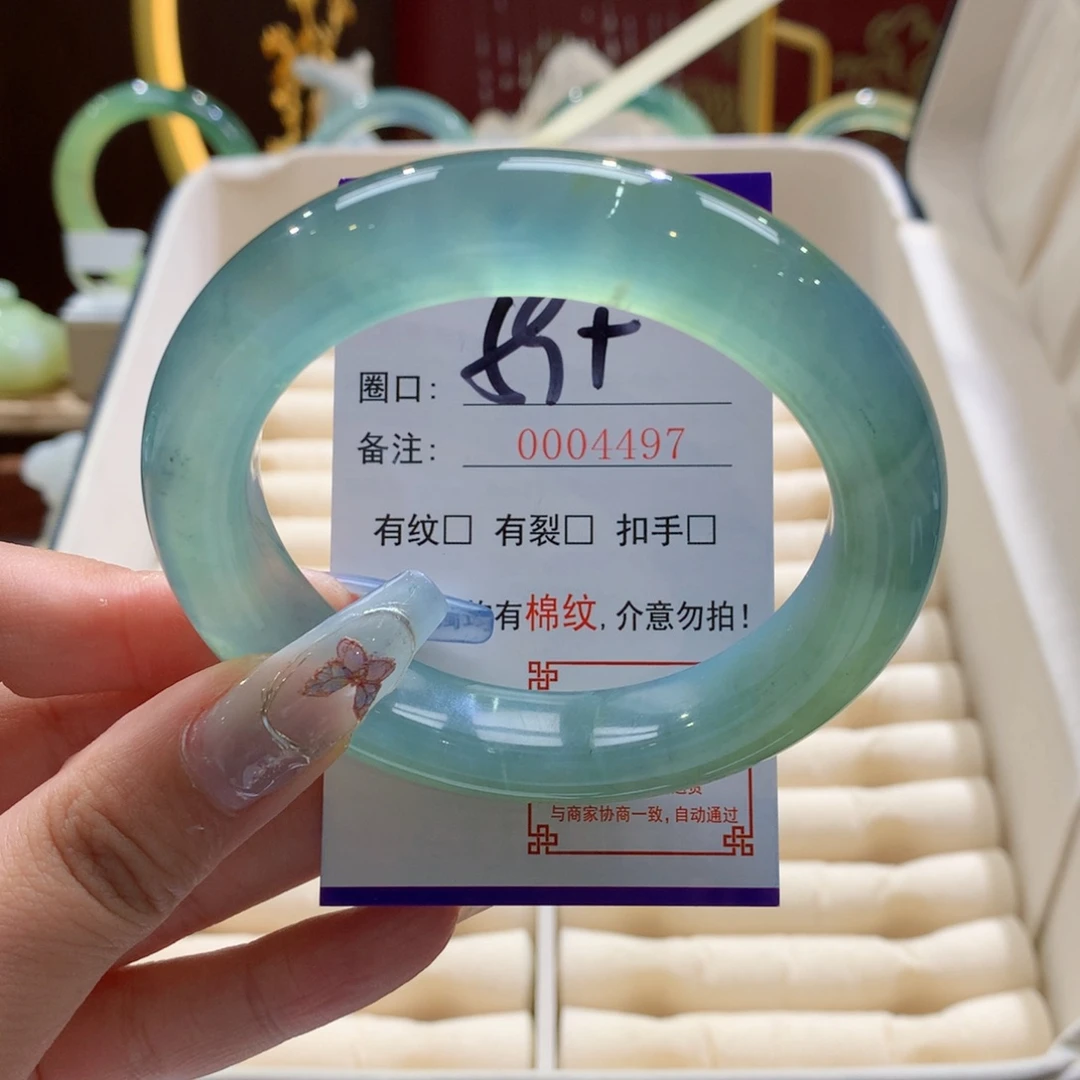 圈口:
备注: 0004497
有纹□ 有裂□ 扣手□
有棉纹, 介意勿拍!
与商家协商一致, 自动通过